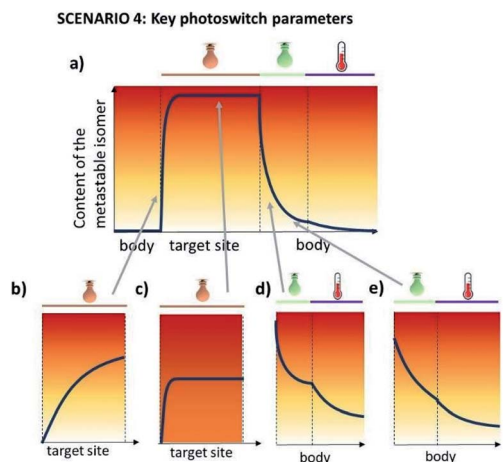 SCENARIO 4: Key photoswitch parameters
a)
Content of the
metastable isomer
body
target site
body
b)
c)
d)
e)
target site
target site
body
body